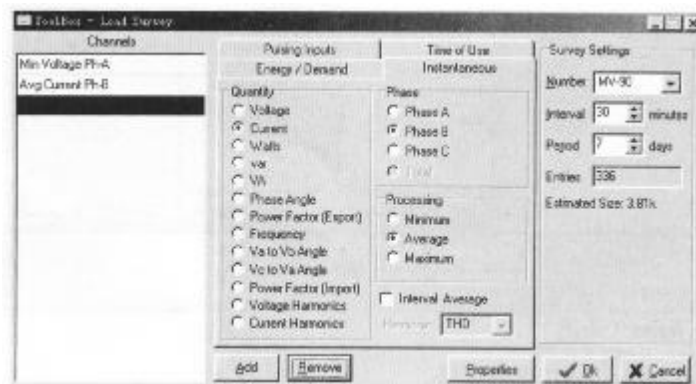 ToolBox - Load Survey
Channels
Min Voltage Ph-A
Avg Current Ph-B
Pulsing Inputs
Time of Use
Energy / Demand
Instantaneous
Quantity
Voltage
Current
Watts
var
VA
Phase Angle
Power Factor (Export)
Frequency
Va to Vb Angle
Vc to Va Angle
Power Factor (Import)
Voltage Harmonics
Current Harmonics
Phase
Phase A
Phase B
Phase C
Total
Processing
Minimum
Average
Maximum
Interval Average
THD
Survey Settings
Number MV-90
Interval 30 minutes
Period 7 days
Entries 336
Estimated Size: 3.81k
Add
Remove
Properties
Ok
Cancel